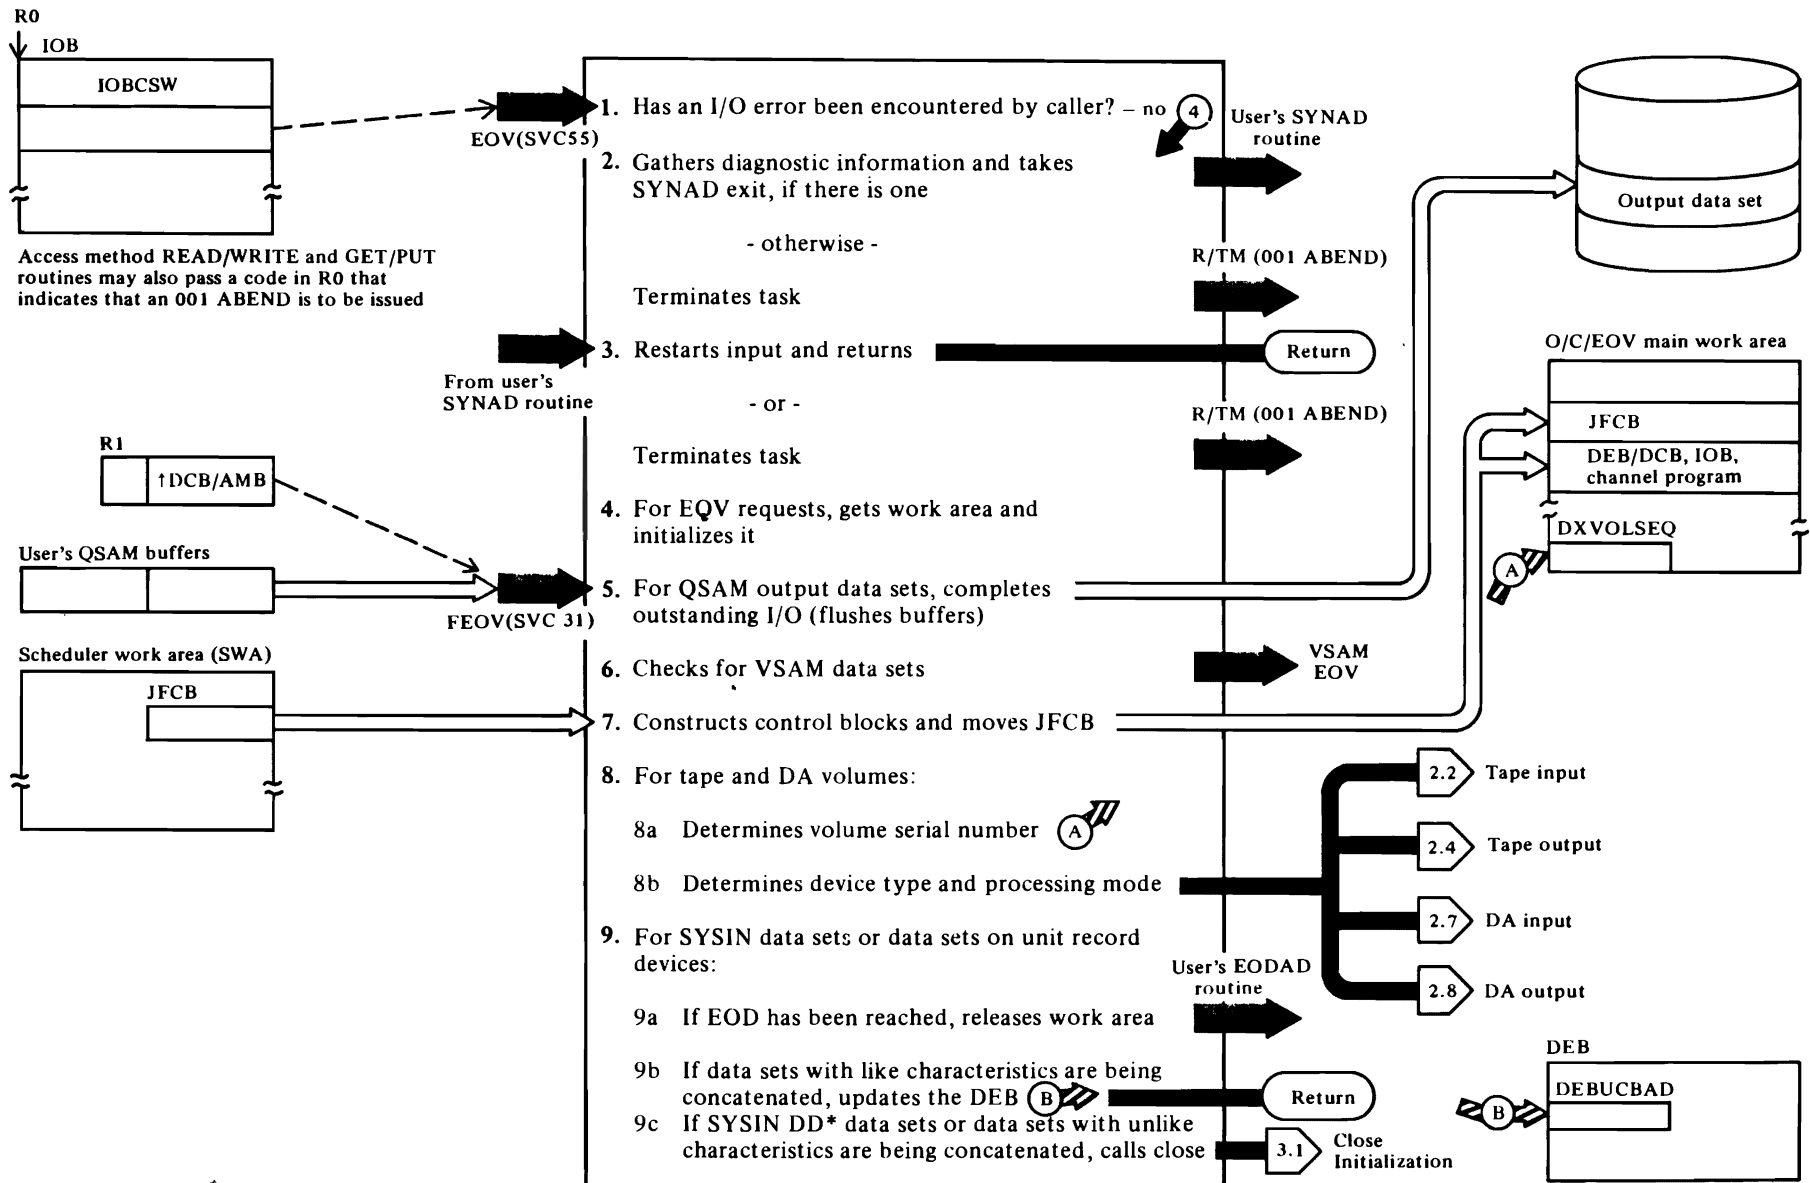 R0
IOB
IOBCSW
EOV(SVC55)
Access method READ/WRITE and GET/PUT
routines may also pass a code in R0 that
indicates that an 001 ABEND is to be issued
1. Has an I/O error been encountered by caller? – no 4
User's SYNAD
routine
2. Gathers diagnostic information and takes
SYNAD exit, if there is one
- otherwise -
R/TM (001 ABEND)
Terminates task
3. Restarts input and returns
Return
From user's
SYNAD routine
- or -
R/TM (001 ABEND)
Terminates task
R1
↑DCB/AMB
4. For EOV requests, gets work area and
initializes it
User's QSAM buffers
FEOV(SVC 31)
5. For QSAM output data sets, completes
outstanding I/O (flushes buffers)
Output data set
6. Checks for VSAM data sets
VSAM
EOV
Scheduler work area (SWA)
JFCB
7. Constructs control blocks and moves JFCB
O/C/EOV main work area
JFCB
DEB/DCB, IOB,
channel program
DXVOLSEQ
A
8. For tape and DA volumes:
8a Determines volume serial number A
8b Determines device type and processing mode
2.2 Tape input
2.4 Tape output
2.7 DA input
2.8 DA output
9. For SYSIN data sets or data sets on unit record
devices:
User's EODAD
routine
9a If EOD has been reached, releases work area
9b If data sets with like characteristics are being
concatenated, updates the DEB B
Return
9c If SYSIN DD* data sets or data sets with unlike
characteristics are being concatenated, calls close
3.1 Close
Initialization
DEB
DEBUCBAD
B